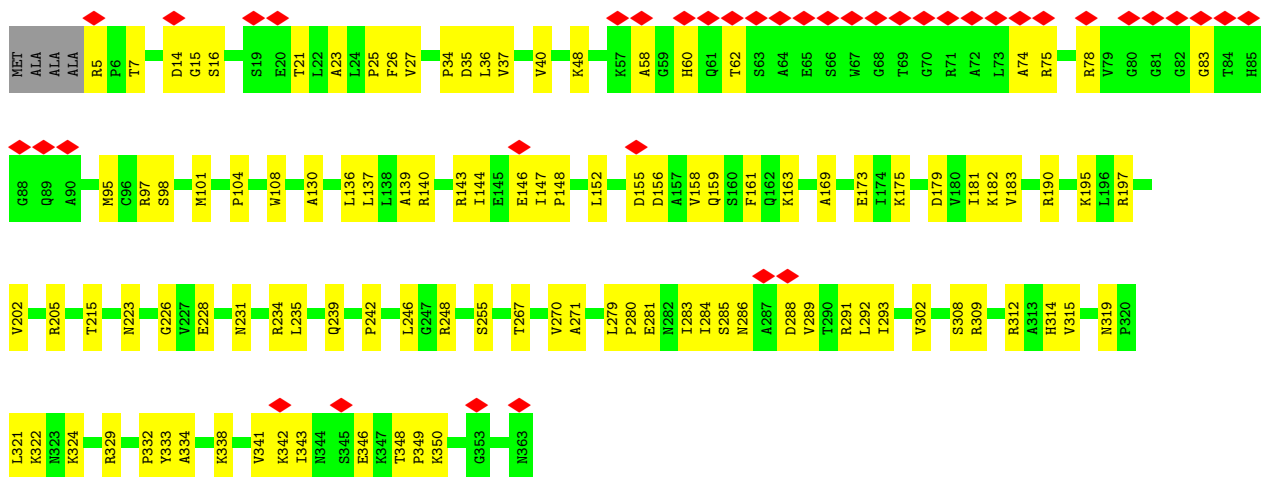 MET ALA ALA ALA R5 P6 T7 D14 G15 S16 S19 E20 T21 L22 A23 L24 P25 F26 V27 P34 D35 L36 V37 V40 K48 K57 A58 G59 H60 Q61 T62 S63 A64 E65 S66 W67 G68 T69 G70 R71 A72 L73 A74 R75 R78 V79 G80 G81 G82 G83 T84 H85
G88 Q89 A90 M95 C96 R97 S98 M101 P104 W108 A130 L136 L137 L138 A139 R140 R143 I144 E145 E146 I147 P148 L152 D155 D156 A157 V158 Q159 S160 F161 Q162 K163 A169 E173 I174 K175 D179 V180 I181 K182 V183 R190 K195 L196 R197
V202 R205 T215 N223 G226 V227 E228 N231 R234 L235 Q239 P242 L246 G247 R248 S255 T267 V270 A271 L279 P280 E281 N282 I283 I284 S285 N286 A287 D288 V289 T290 R291 L292 I293 V302 S308 R309 R312 A313 H314 V315 N319 P320
L321 K322 N323 K324 R329 P332 Y333 A334 K338 V341 K342 I343 N344 S345 E346 K347 T348 P349 K350 G353 N363